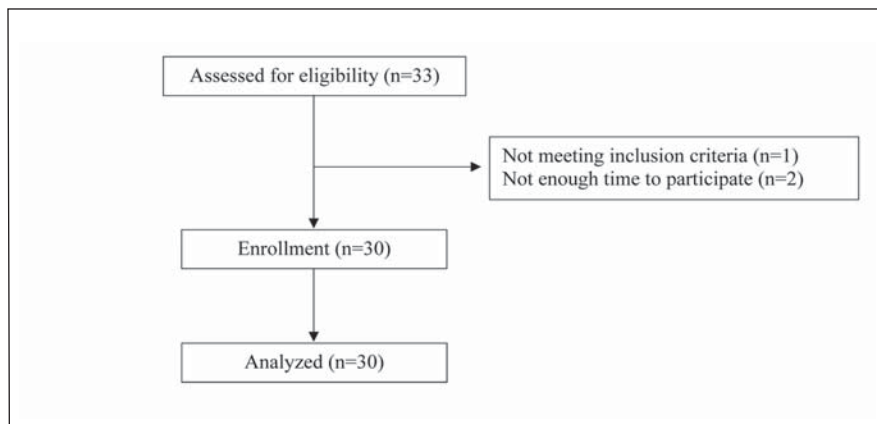 Assessed for eligibility (n=33)
Not meeting inclusion criteria (n=1)
Not enough time to participate (n=2)
Enrollment (n=30)
Analyzed (n=30)